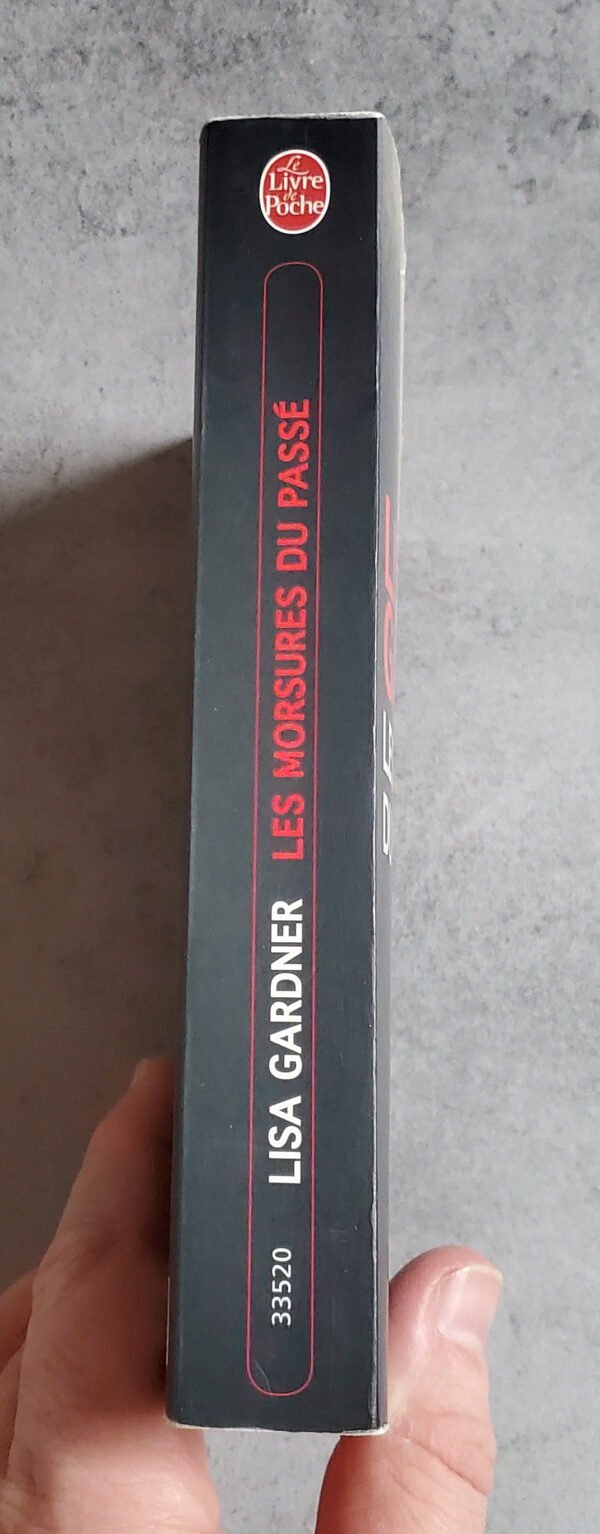 Le
Livre
de
Poche
LISA GARDNER LES MORSURES DU PASSÉ
33520